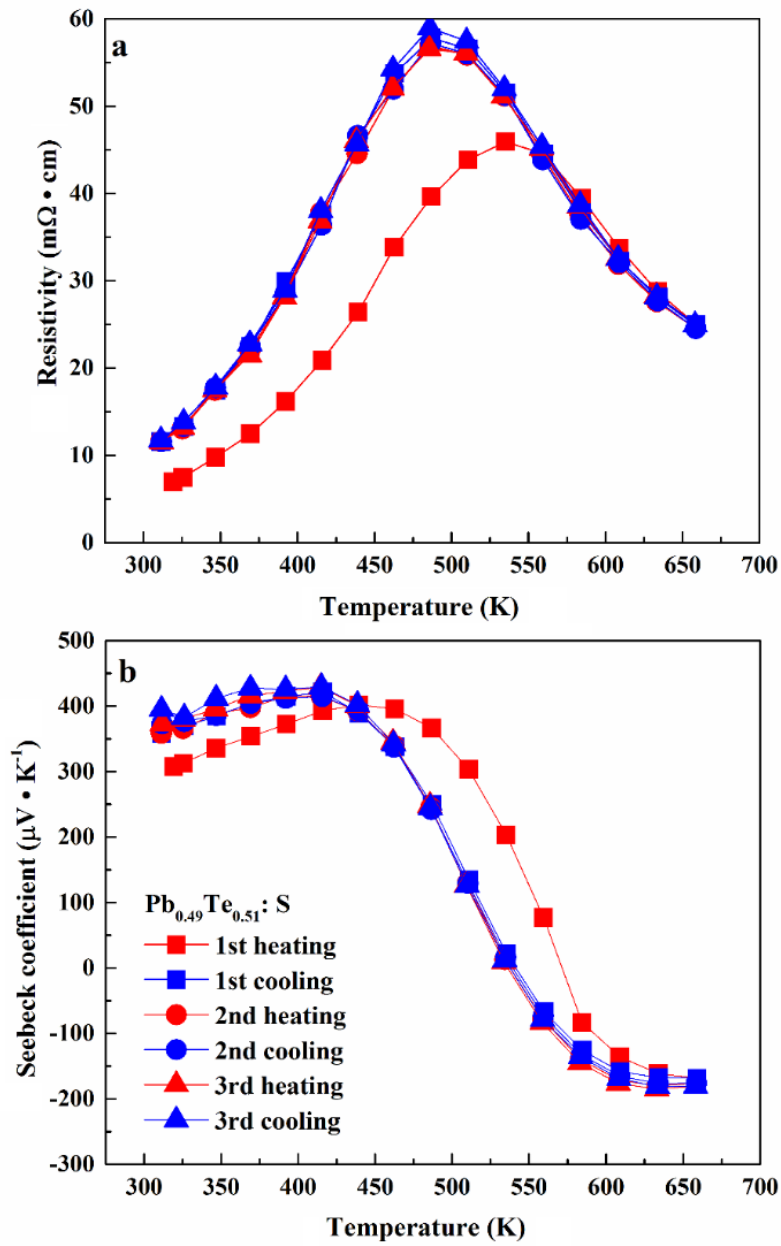 a
60
50
40
30
20
10
0
Resistivity (mΩ • cm)
300 350 400 450 500 550 600 650 700
Temperature (K)
b
500
400
300
200
100
0
-100
-200
-300
Seebeck coefficient (μV • K-1)
Pb0.49Te0.51: S
1st heating
1st cooling
2nd heating
2nd cooling
3rd heating
3rd cooling
300 350 400 450 500 550 600 650 700
Temperature (K)